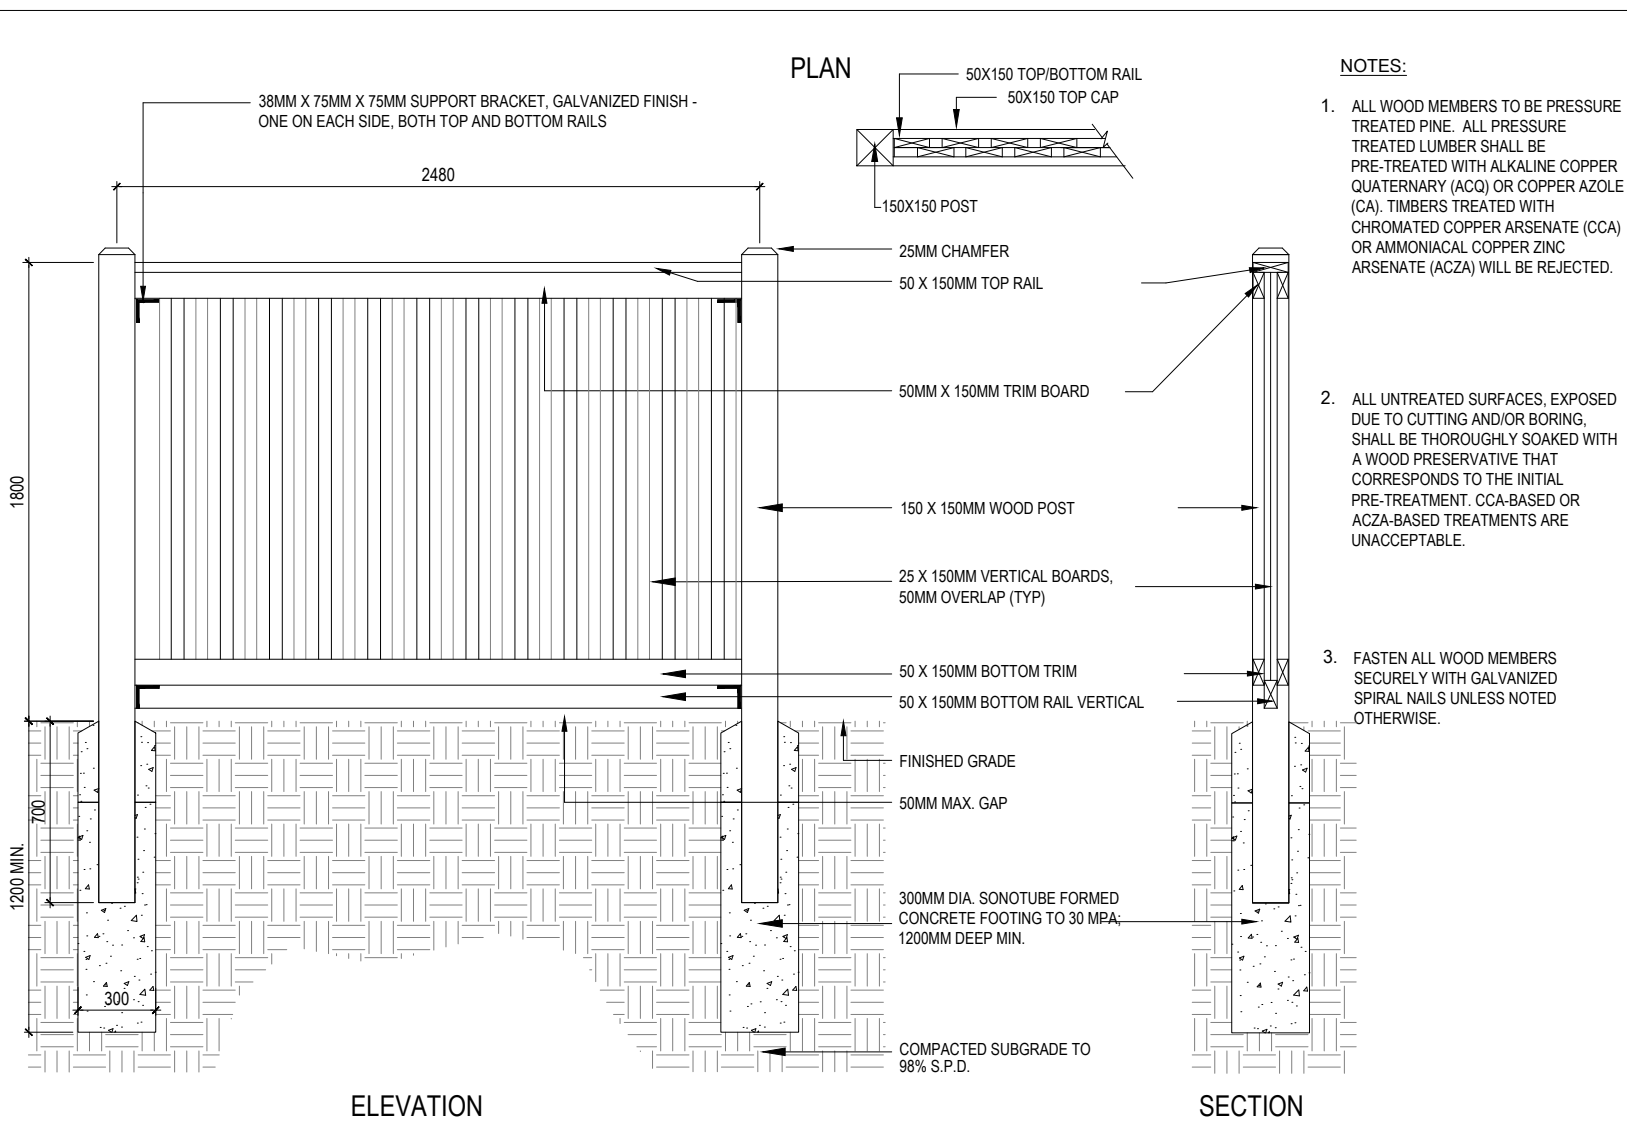 PLAN
50X150 TOP/BOTTOM RAIL
50X150 TOP CAP
150X150 POST
38MM X 75MM X 75MM SUPPORT BRACKET, GALVANIZED FINISH -
ONE ON EACH SIDE, BOTH TOP AND BOTTOM RAILS
2480
25MM CHAMFER
50 X 150MM TOP RAIL
50MM X 150MM TRIM BOARD
1800
150 X 150MM WOOD POST
25 X 150MM VERTICAL BOARDS,
50MM OVERLAP (TYP)
50 X 150MM BOTTOM TRIM
50 X 150MM BOTTOM RAIL VERTICAL
FINISHED GRADE
50MM MAX. GAP
700
1200 MIN.
300MM DIA. SONOTUBE FORMED
CONCRETE FOOTING TO 30 MPA;
1200MM DEEP MIN.
300
COMPACTED SUBGRADE TO
98% S.P.D.
ELEVATION
SECTION
NOTES:
1. ALL WOOD MEMBERS TO BE PRESSURE
TREATED PINE. ALL PRESSURE
TREATED LUMBER SHALL BE
PRE-TREATED WITH ALKALINE COPPER
QUATERNARY (ACQ) OR COPPER AZOLE
(CA). TIMBERS TREATED WITH
CHROMATED COPPER ARSENATE (CCA)
OR AMMONIACAL COPPER ZINC
ARSENATE (ACZA) WILL BE REJECTED.
2. ALL UNTREATED SURFACES, EXPOSED
DUE TO CUTTING AND/OR BORING,
SHALL BE THOROUGHLY SOAKED WITH
A WOOD PRESERVATIVE THAT
CORRESPONDS TO THE INITIAL
PRE-TREATMENT. CCA-BASED OR
ACZA-BASED TREATMENTS ARE
UNACCEPTABLE.
3. FASTEN ALL WOOD MEMBERS
SECURELY WITH GALVANIZED
SPIRAL NAILS UNLESS NOTED
OTHERWISE.